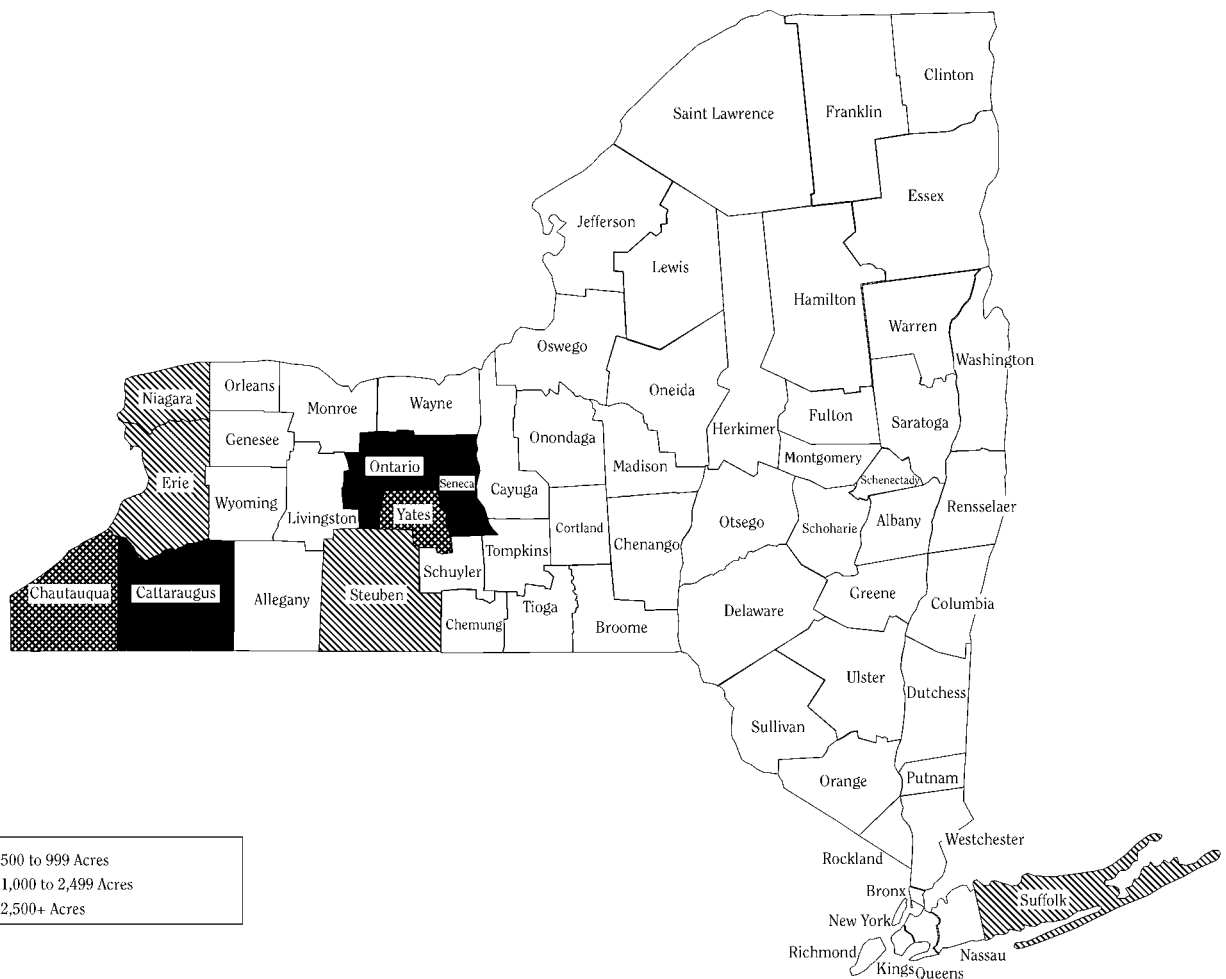 Clinton
Saint Lawrence
Franklin
Essex
Jefferson
Lewis
Hamilton
Warren
Oswego
Washington
Oneida
Orleans
Niagara
Monroe
Wayne
Fulton
Saratoga
Herkimer
Genesee
Onondaga
Montgomery
Ontario
Madison
Schenectady
Erie
Seneca
Cayuga
Wyoming
Rensselaer
Yates
Livingston
Otsego
Albany
Cortland
Schoharie
Chenango
Tompkins
Schuyler
Chautauqua
Cattaraugus
Allegany
Steuben
Greene
Tioga
Columbia
Delaware
Chemung
Broome
Ulster
Dutchess
Sullivan
Orange
Putnam
Westchester
Rockland
500 to 999 Acres
1,000 to 2,499 Acres
2,500+ Acres
Bronx
Suffolk
New York
Richmond
Nassau
Kings
Queens